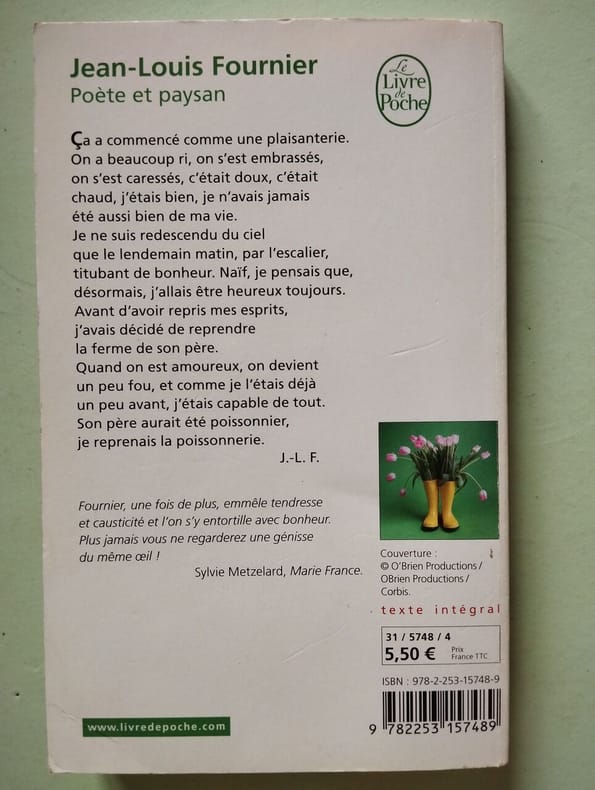 Jean-Louis Fournier
Poète et paysan
Le
Livre
de
Poche
Ça a commencé comme une plaisanterie.
On a beaucoup ri, on s'est embrassés,
on s'est caressés, c'était doux, c'était
chaud, j'étais bien, je n'avais jamais
été aussi bien de ma vie.
Je ne suis redescendu du ciel
que le lendemain matin, par l'escalier,
titubant de bonheur. Naïf, je pensais que,
désormais, j'allais être heureux toujours.
Avant d'avoir repris mes esprits,
j'avais décidé de reprendre
la ferme de son père.
Quand on est amoureux, on devient
un peu fou, et comme je l'étais déjà
un peu avant, j'étais capable de tout.
Son père aurait été poissonnier,
je reprenais la poissonnerie.
J.-L. F.
Fournier, une fois de plus, emmêle tendresse
et causticité et l'on s'y entortille avec bonheur.
Plus jamais vous ne regarderez une génisse
du même œil !
Sylvie Metzelard, Marie France.
Couverture :
© O'Brien Productions /
OBrien Productions /
Corbis.
texte intégral
31 / 5748 / 4
5,50 € Prix
France TTC
ISBN : 978-2-253-15748-9
9 782253 157489
www.livredepoche.com